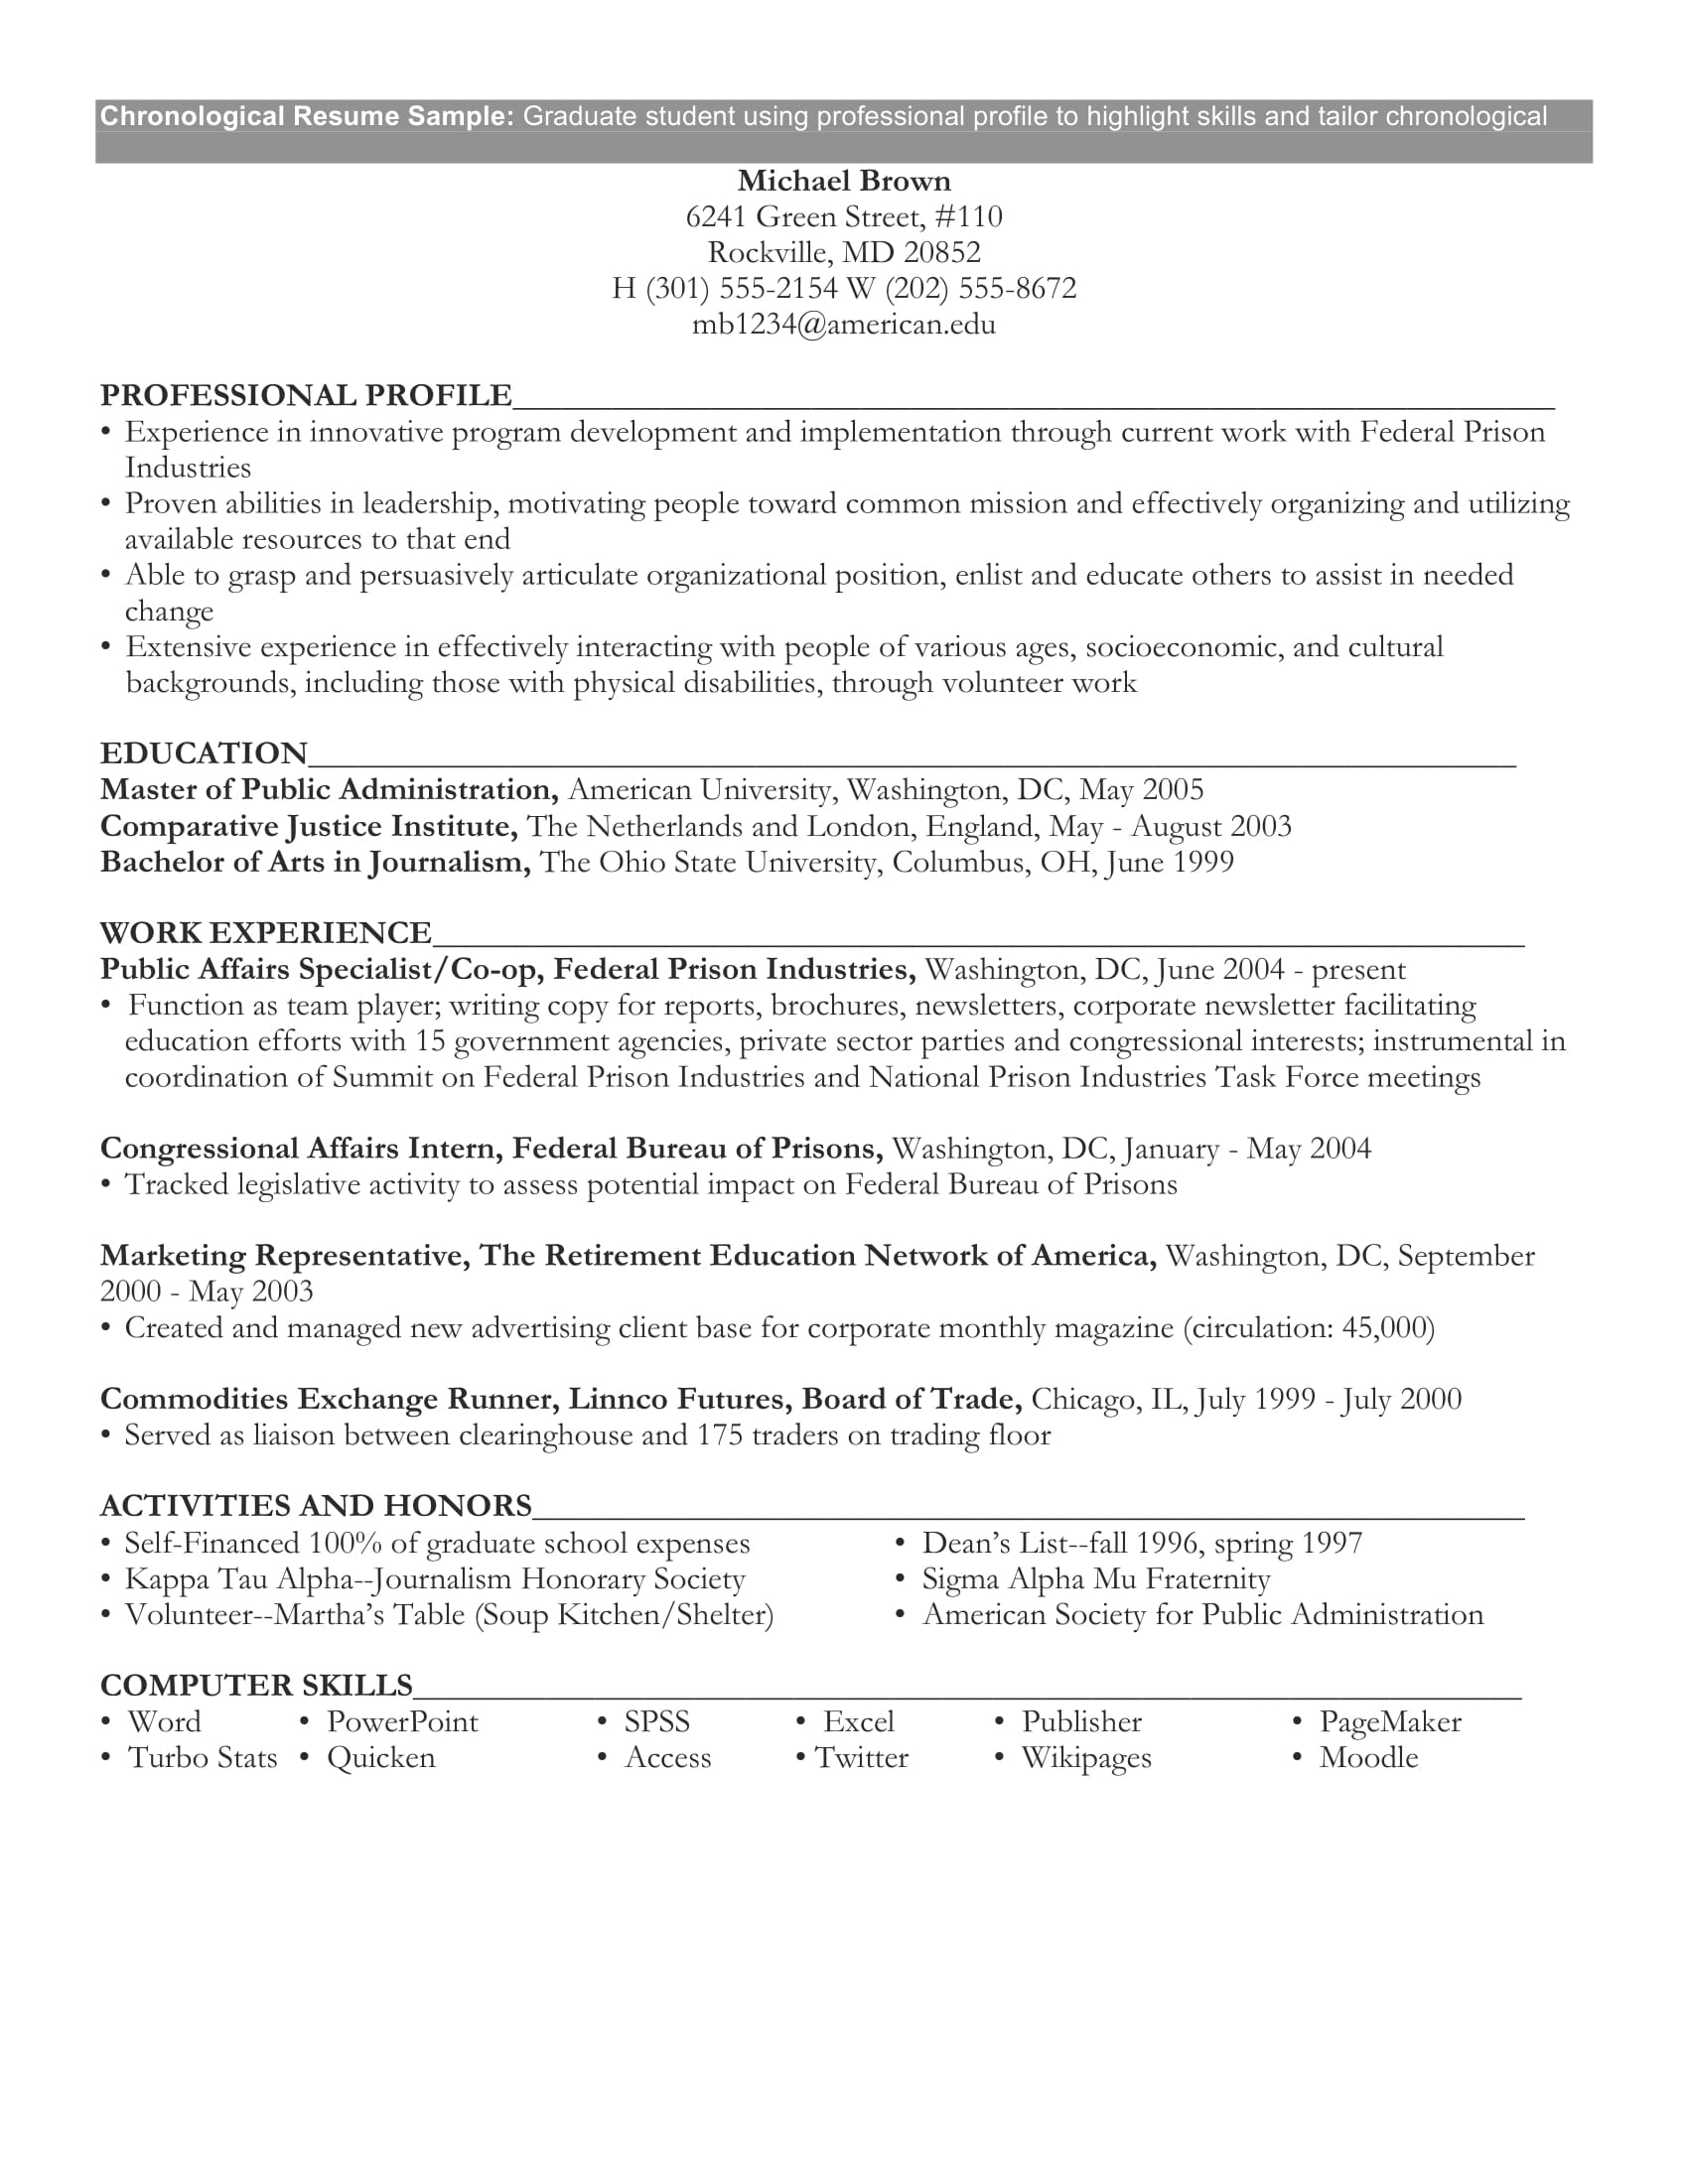 Chronological Resume Sample: Graduate student using professional profile to highlight skills and tailor chronological
Michael Brown
6241 Green Street, #110
Rockville, MD 20852
H (301) 555-2154 W (202) 555-8672
mb1234@american.edu
PROFESSIONAL PROFILE
• Experience in innovative program development and implementation through current work with Federal Prison
Industries
• Proven abilities in leadership, motivating people toward common mission and effectively organizing and utilizing
available resources to that end
• Able to grasp and persuasively articulate organizational position, enlist and educate others to assist in needed
change
• Extensive experience in effectively interacting with people of various ages, socioeconomic, and cultural
backgrounds, including those with physical disabilities, through volunteer work
EDUCATION
Master of Public Administration, American University, Washington, DC, May 2005
Comparative Justice Institute, The Netherlands and London, England, May - August 2003
Bachelor of Arts in Journalism, The Ohio State University, Columbus, OH, June 1999
WORK EXPERIENCE
Public Affairs Specialist/Co-op, Federal Prison Industries, Washington, DC, June 2004 - present
• Function as team player; writing copy for reports, brochures, newsletters, corporate newsletter facilitating
education efforts with 15 government agencies, private sector parties and congressional interests; instrumental in
coordination of Summit on Federal Prison Industries and National Prison Industries Task Force meetings
Congressional Affairs Intern, Federal Bureau of Prisons, Washington, DC, January - May 2004
• Tracked legislative activity to assess potential impact on Federal Bureau of Prisons
Marketing Representative, The Retirement Education Network of America, Washington, DC, September
2000 - May 2003
• Created and managed new advertising client base for corporate monthly magazine (circulation: 45,000)
Commodities Exchange Runner, Linnco Futures, Board of Trade, Chicago, IL, July 1999 - July 2000
• Served as liaison between clearinghouse and 175 traders on trading floor
ACTIVITIES AND HONORS
• Self-Financed 100% of graduate school expenses • Dean's List--fall 1996, spring 1997
• Kappa Tau Alpha--Journalism Honorary Society • Sigma Alpha Mu Fraternity
• Volunteer--Martha's Table (Soup Kitchen/Shelter) • American Society for Public Administration
COMPUTER SKILLS
• Word • PowerPoint • SPSS • Excel • Publisher • PageMaker
• Turbo Stats • Quicken • Access • Twitter • Wikipages • Moodle